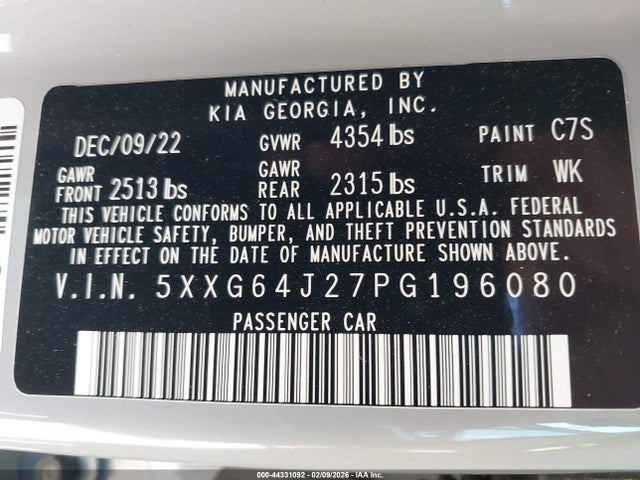 MANUFACTURED BY
KIA GEORGIA, INC.
DEC/09/22 GVWR 4354 lbs PAINT C7S
GAWR FRONT 2513 lbs GAWR REAR 2315 lbs TRIM WK
THIS VEHICLE CONFORMS TO ALL APPLICABLE U.S.A. FEDERAL
MOTOR VEHICLE SAFETY, BUMPER, AND THEFT PREVENTION STANDARDS
IN EFFECT ON THE DATE OF MANUFACTURE SHOWN ABOVE.
V.I.N. 5XXG64J27PG196080
PASSENGER CAR
000-44331092 - 02/09/2026 - IAA Inc.